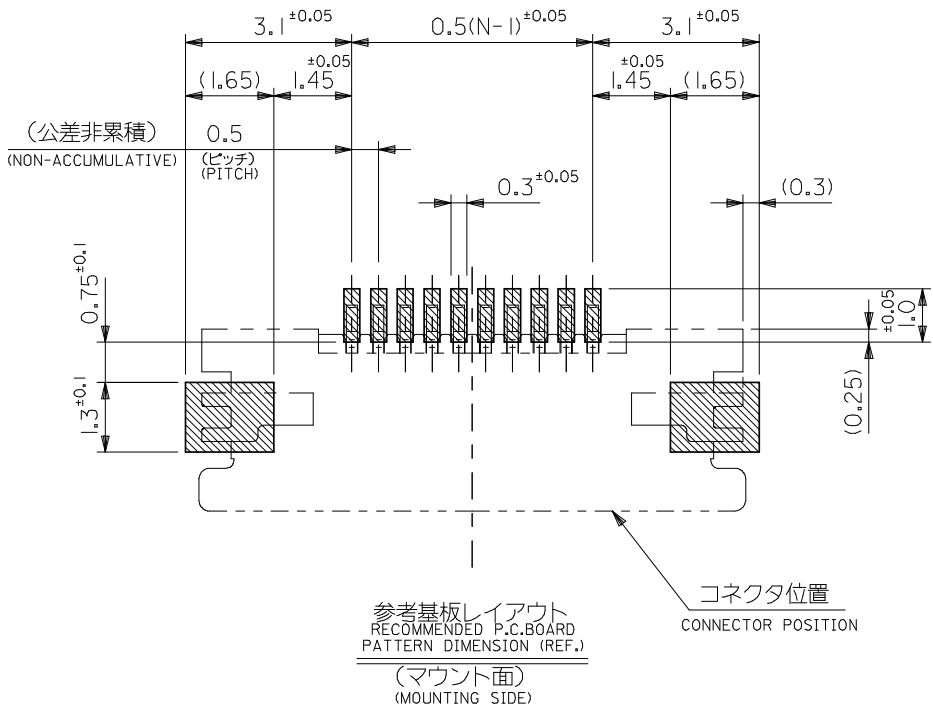 3.1±0.05
0.5(N-1)±0.05
3.1±0.05
(1.65)
1.45±0.05
1.45±0.05
(1.65)
(公差非累積)
(NON-ACCUMULATIVE)
0.5
(ピッチ)
(PITCH)
0.3±0.05
(0.3)
0.75±0.1
1.3±0.1
1.0±0.05
(0.25)
コネクタ位置
CONNECTOR POSITION
参考基板レイアウト
RECOMMENDED P.C.BOARD
PATTERN DIMENSION (REF.)
(マウント面)
(MOUNTING SIDE)